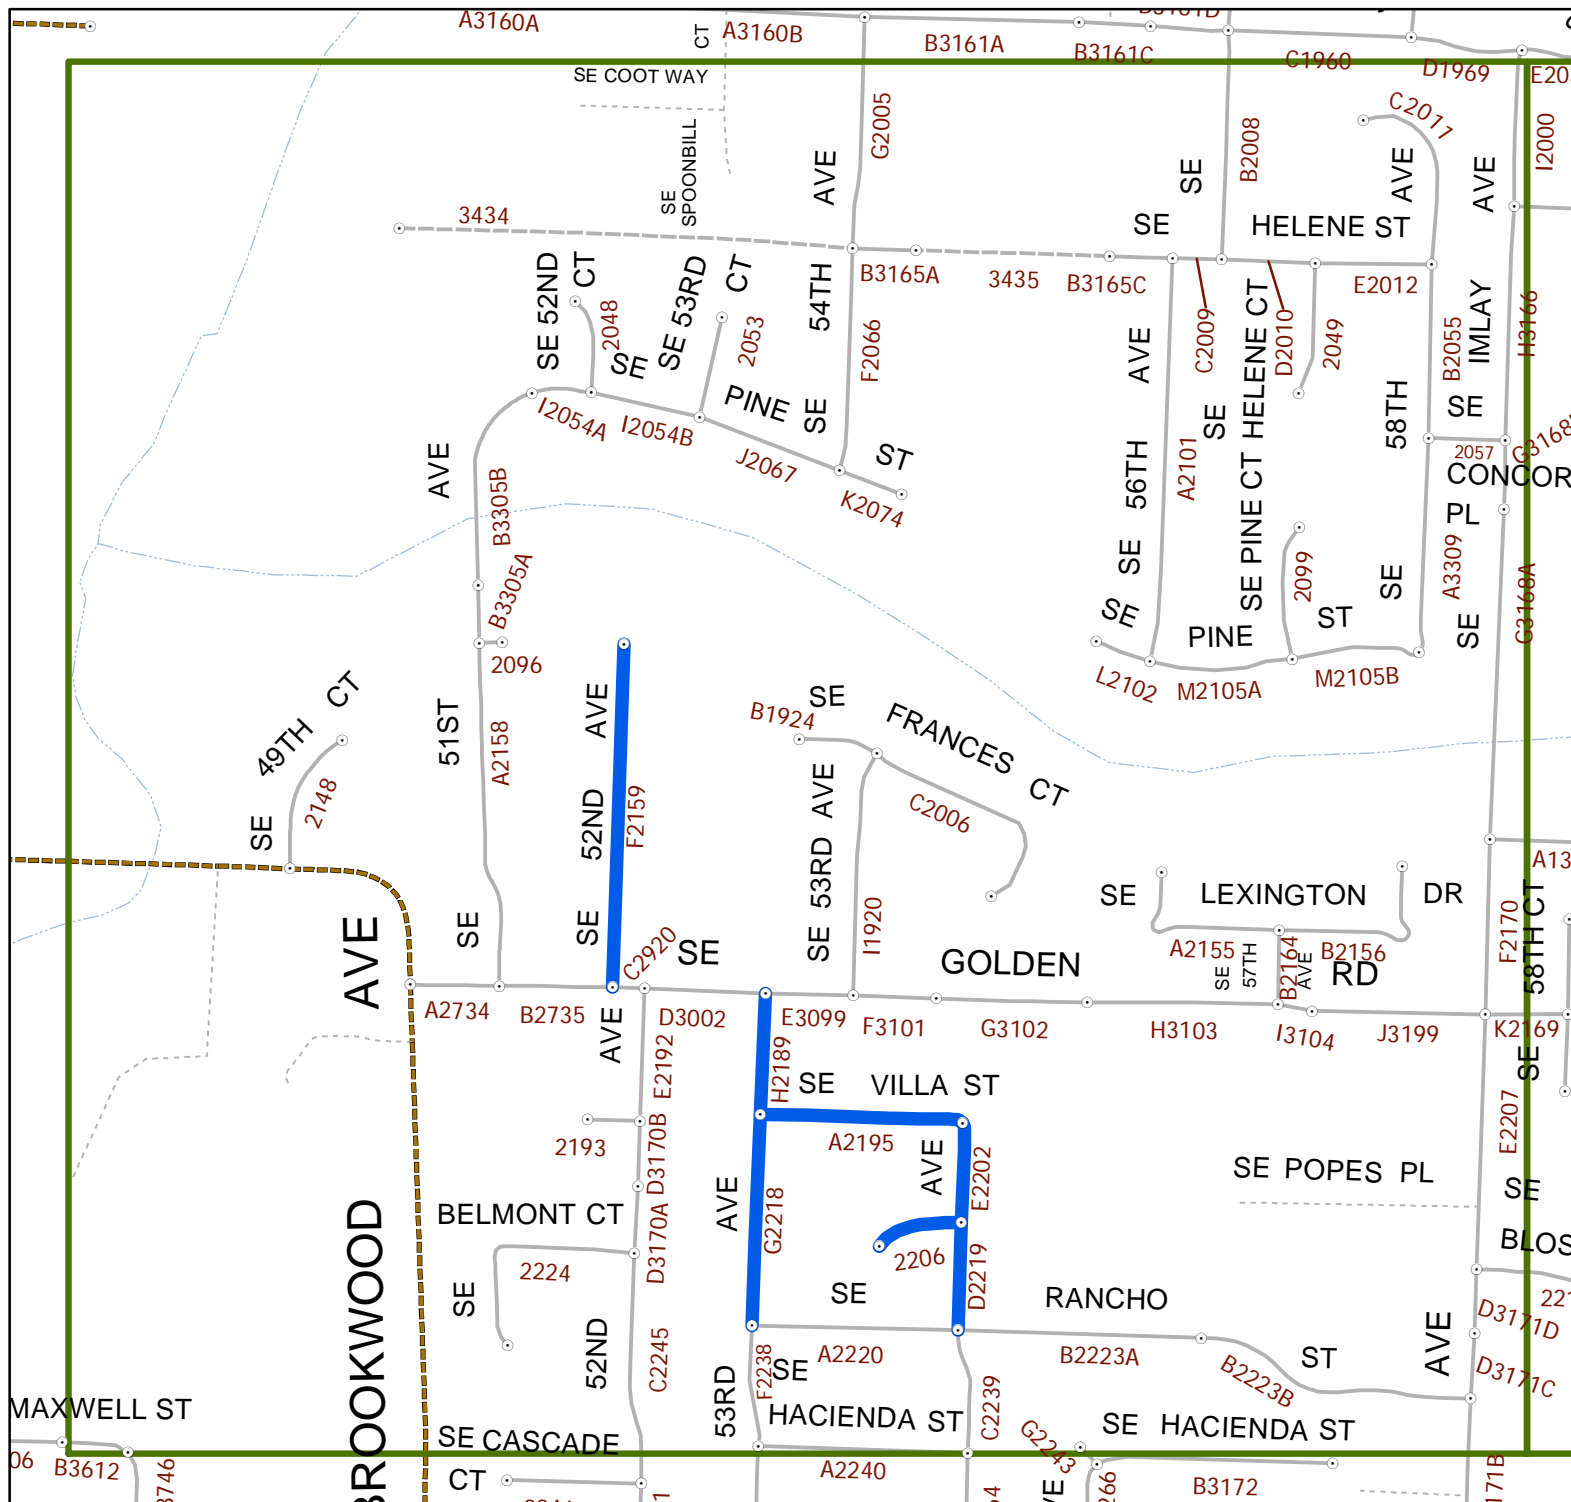 A3160A
CT
A3160B
B3161A
B3161C
B3161D
C1960
D1969
SE COOT WAY
G2005
AVE
SE
SPOONBILL
3434
SE
B2008
C2017
AVE
AVE
I2000
SE
HELENE ST
SE 52ND
CT
2048
SE 53RD
CT
2053
54TH
B3165A
3435
B3165C
E2012
F2066
AVE
C2009
SE PINE CT HELENE CT
D2010
2049
B2055
IMLAY
H3166
SE
PINE
SE
ST
I2054A
I2054B
J2067
K2074
AVE
B3305B
B3305A
2096
56TH
A2101
SE
58TH
SE
2057
CONCOR
PL
G3168A
A3309
SE
SE
SE
2099
SE
PINE
ST
SE
L2102
M2105A
M2105B
49TH
CT
SE
2148
51ST
A2158
SE
AVE
52ND
F2159
SE
SE
B1924
FRANCES
CT
C2006
SE 53RD AVE
I1920
SE
LEXINGTON
DR
A2155
B2156
SE 57TH
AVE
B2164
F2170
58TH CT
SE
AVE
C2920
SE
GOLDEN
RD
A2734
B2735
D3002
E3099
F3101
G3102
H3103
I3104
J3199
K2169
AVE
E2192
H2189
SE
VILLA ST
A2195
AVE
E2202
2193
D3170B
D3170A
AVE
G2218
2206
D2219
E2207
SE POPES PL
SE
BLOS
BELMONT CT
2224
SE
BROOKWOOD
52ND
C2245
SE
RANCHO
ST
A2220
B2223A
B2223B
AVE
D3171D
D3171C
F2238
53RD
SE
HACIENDA ST
C2239
SE HACIENDA ST
G2243
MAXWELL ST
SE CASCADE
CT
06
B3612
3746
A2240
B3172
171B
266